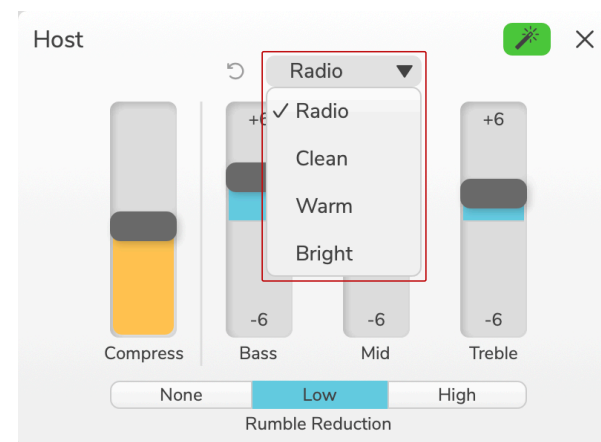 Host
Radio
✓ Radio
Clean
Warm
Bright
+6
+6
-6
-6
-6
Compress
Bass
Mid
Treble
None
Low
High
Rumble Reduction